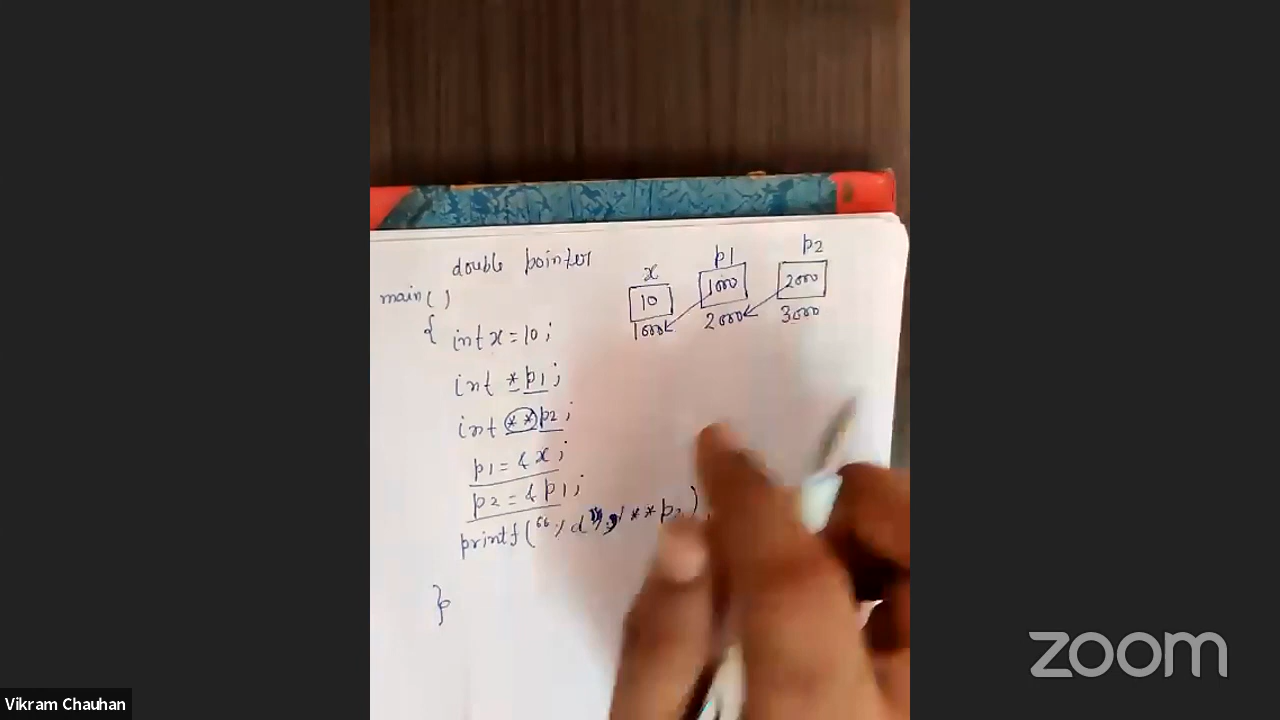 double pointer
x p1 p2
10 1000 2000
1000 2000 3000
main()
{ int x = 10;
int *p1;
int **p2;
p1 = &x;
p2 = &p1;
printf("%d", **p2);
}
zoom
Vikram Chauhan